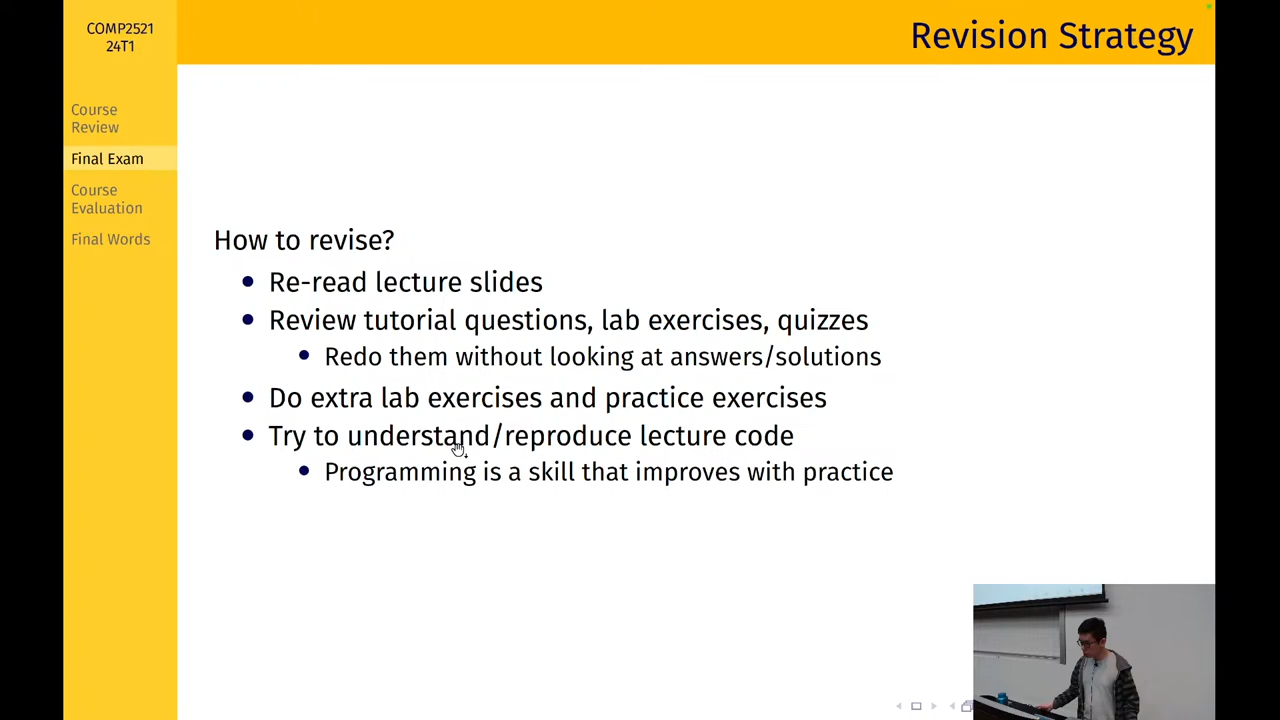 COMP2521
24T1
Revision Strategy
Course
Review
Final Exam
Course
Evaluation
Final Words
How to revise?
• Re-read lecture slides
• Review tutorial questions, lab exercises, quizzes
• Redo them without looking at answers/solutions
• Do extra lab exercises and practice exercises
• Try to understand/reproduce lecture code
• Programming is a skill that improves with practice